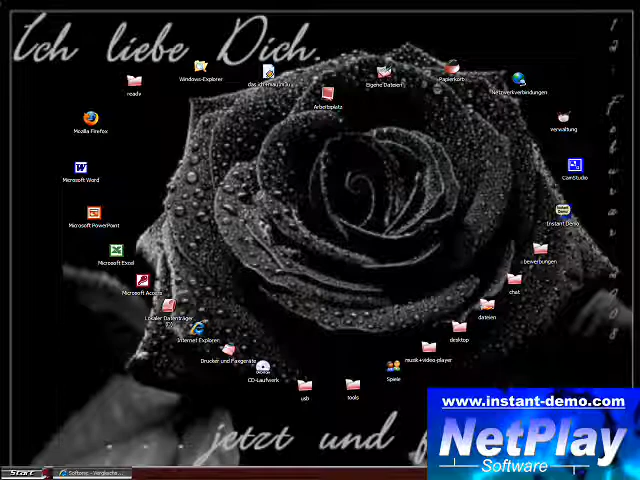 Ich liebe Dich.
Windows-Explorer
ready
Eigene Dateien
Papierkorb
Netzwerkverbindungen
Arbeitsplatz
Mozilla Firefox
verwaltung
Microsoft Word
CamStudio
Microsoft PowerPoint
Instant Demo
Microsoft Excel
bewerbungen
Microsoft Access
chat
Lokaler Datenträger
dateien
Internet Explorer
desktop
Drucker und Faxgeräte
musik+video-player
CD-Laufwerk
Spiele
usb
tools
jetzt und
www.instant-demo.com
NetPlay
Software
Start